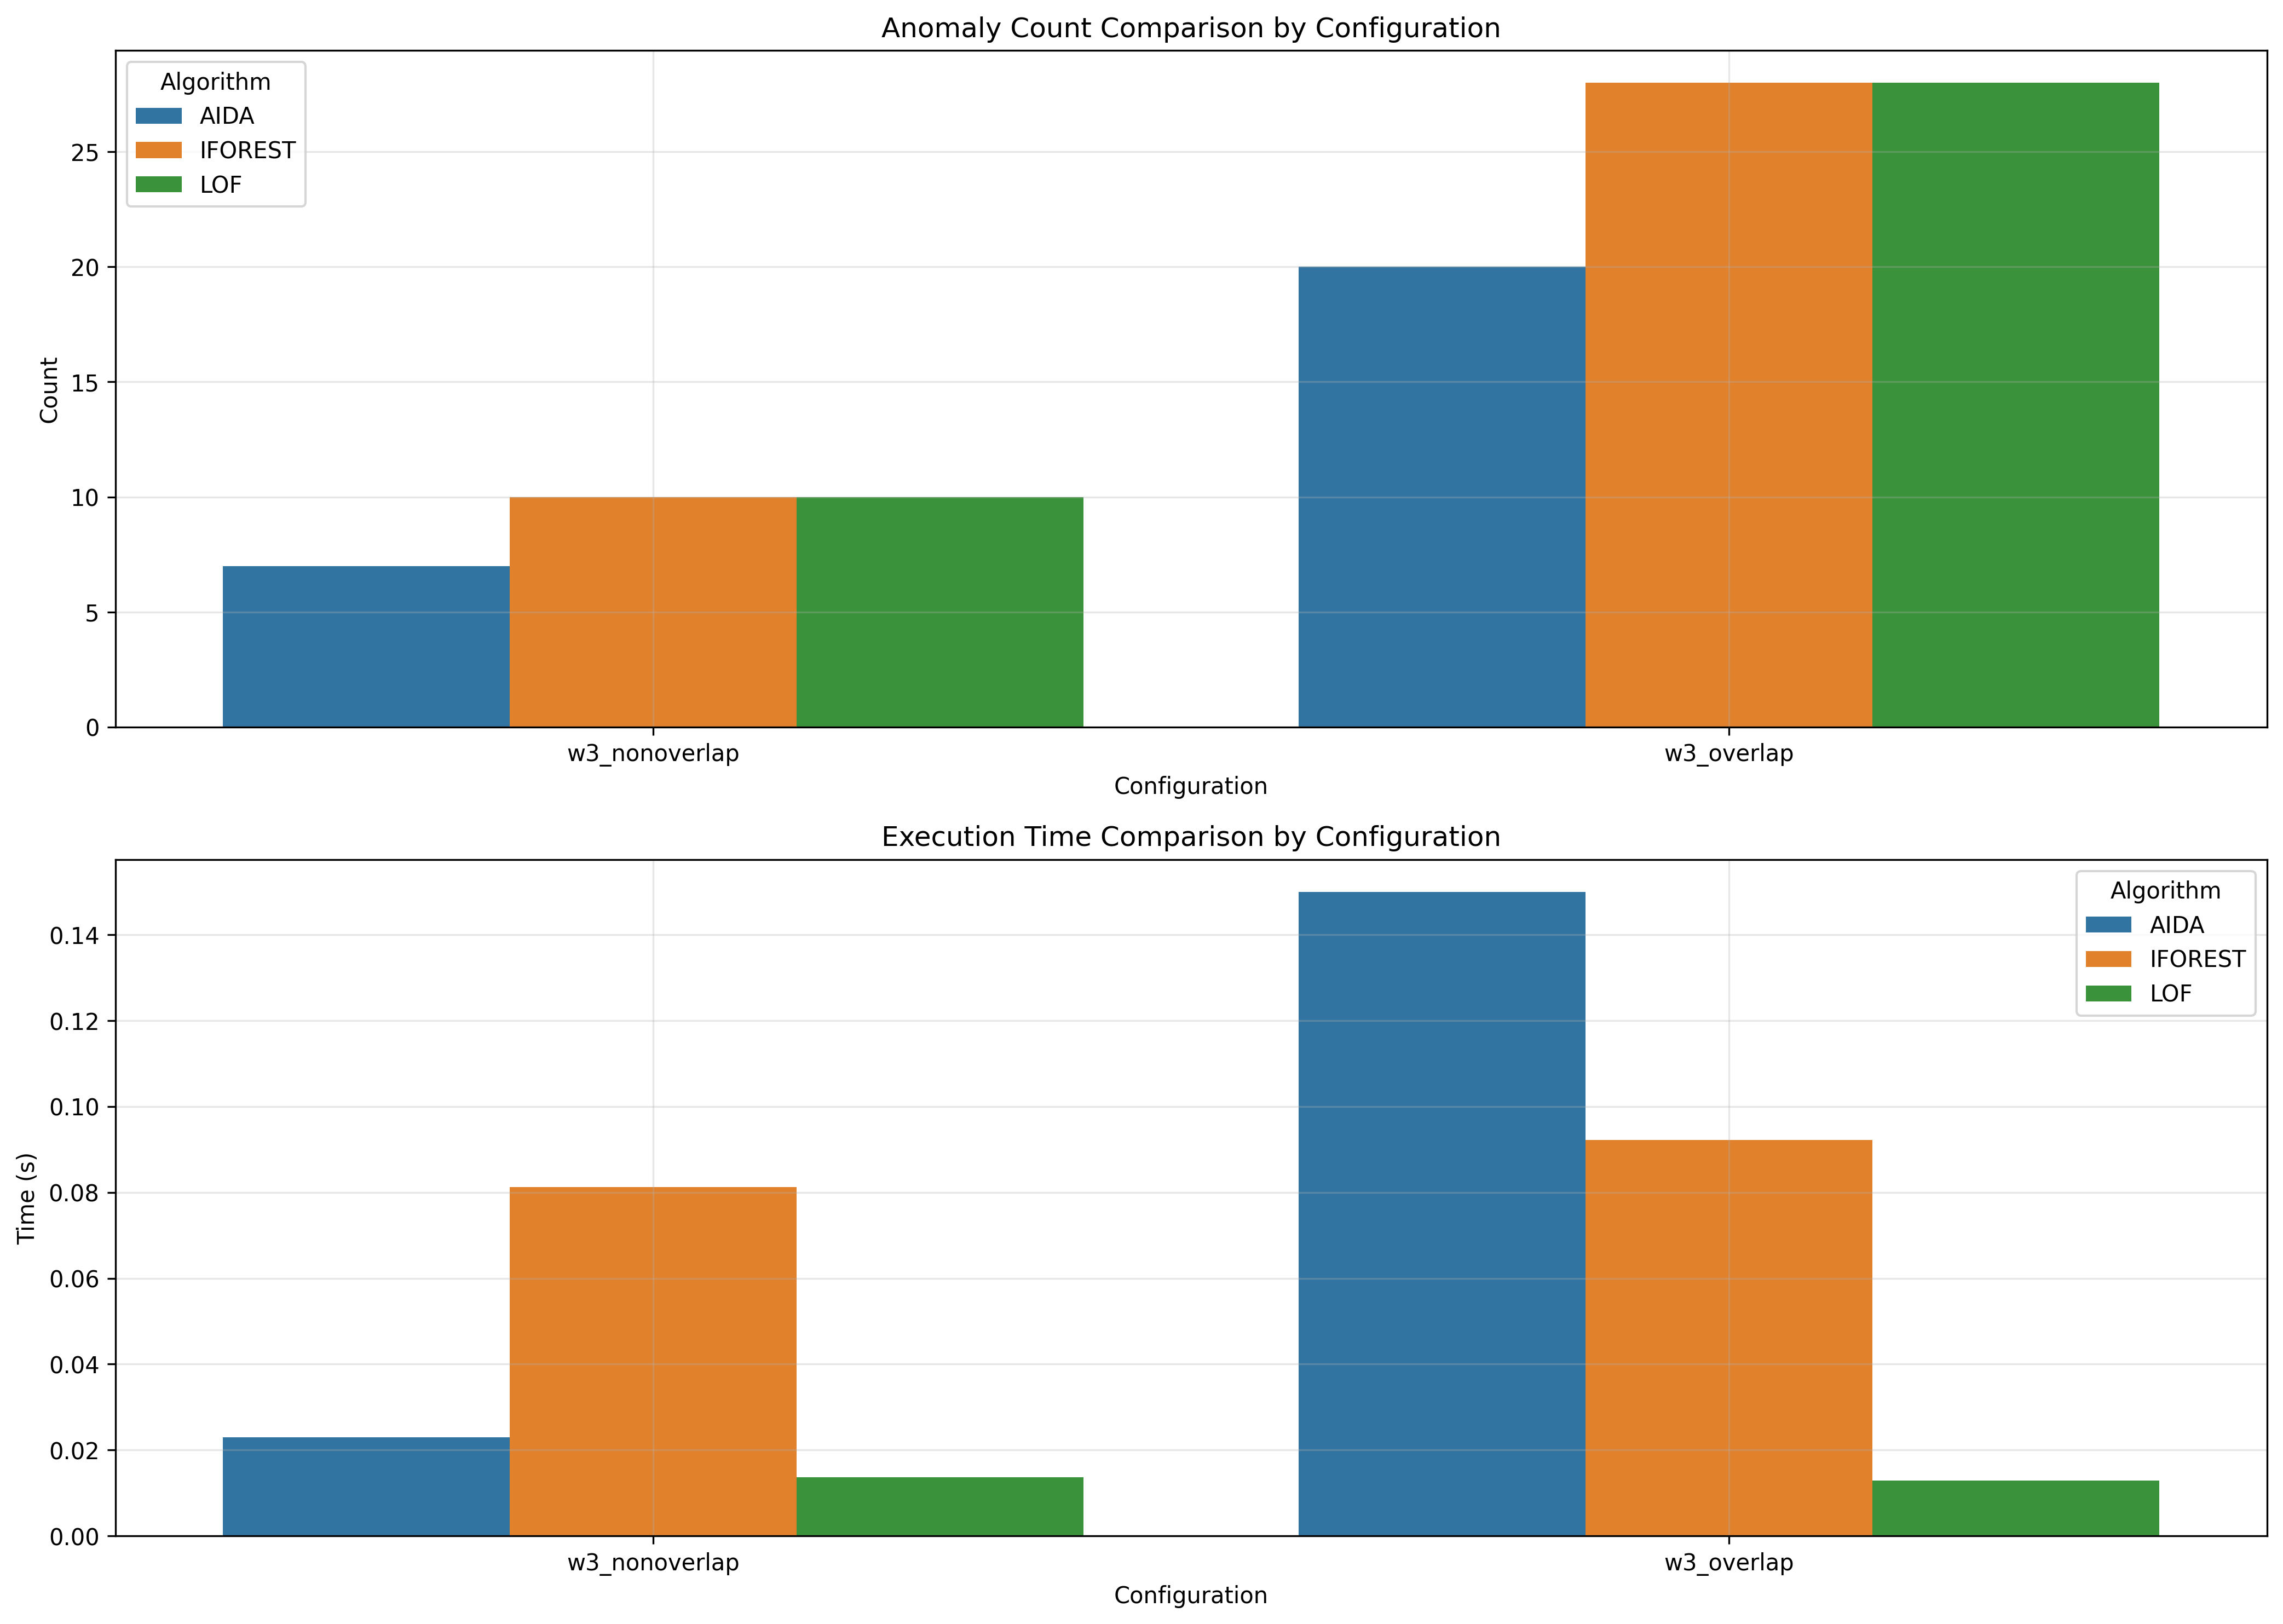 Anomaly Count Comparison by Configuration
Algorithm
AIDA
IFOREST
LOF
25
20
15
10
5
0
Count
w3_nonoverlap
w3_overlap
Configuration
Execution Time Comparison by Configuration
Algorithm
AIDA
IFOREST
LOF
0.14
0.12
0.10
0.08
0.06
0.04
0.02
0.00
Time (s)
w3_nonoverlap
w3_overlap
Configuration